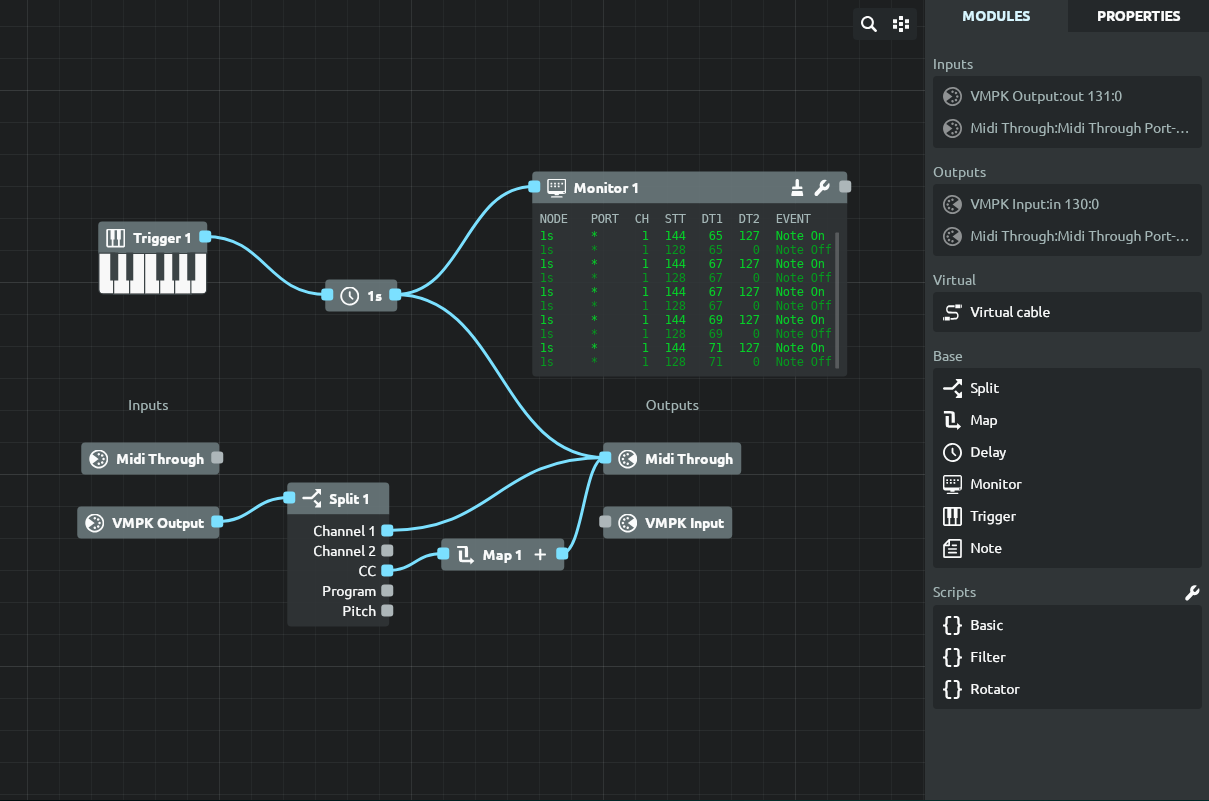 MODULES PROPERTIES
Inputs
VMPK Output:out 131:0
Midi Through:Midi Through Port-...
Outputs
VMPK Input:in 130:0
Midi Through:Midi Through Port-...
Virtual
Virtual cable
Base
Split
Map
Delay
Monitor
Trigger
Note
Scripts
Basic
Filter
Rotator
Trigger 1
1s
Monitor 1
NODE PORT CH STT DT1 DT2 EVENT
1s * 1 144 65 127 Note On
1s * 1 128 65 0 Note Off
1s * 1 144 67 127 Note On
1s * 1 128 67 0 Note Off
1s * 1 144 67 127 Note On
1s * 1 128 67 0 Note Off
1s * 1 144 69 127 Note On
1s * 1 128 69 0 Note Off
1s * 1 144 71 127 Note On
1s * 1 128 71 0 Note Off
Inputs
Midi Through
VMPK Output
Split 1
Channel 1
Channel 2
CC
Program
Pitch
Map 1 +
Outputs
Midi Through
VMPK Input